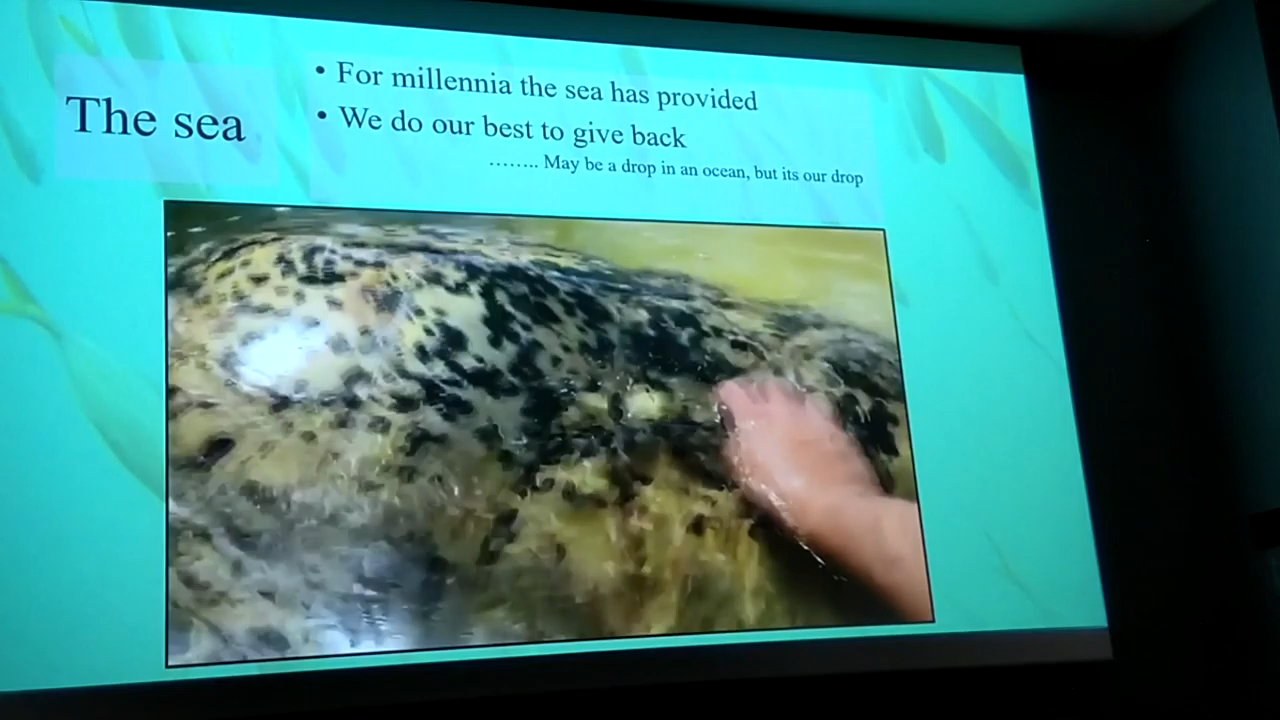 The sea
• For millennia the sea has provided
• We do our best to give back
........ May be a drop in an ocean, but its our drop